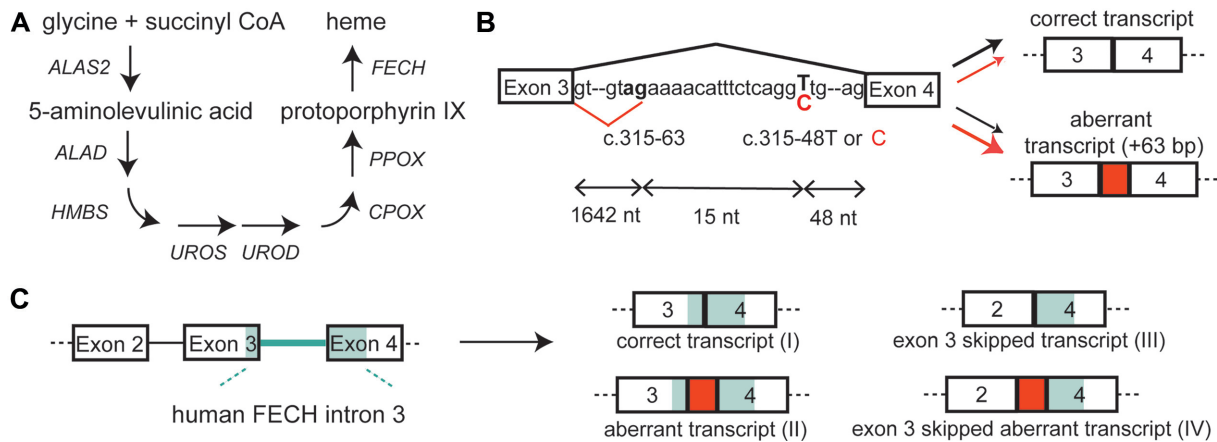 A
glycine + succinyl CoA
heme
ALAS2
FECH
5-aminolevulinic acid
protoporphyrin IX
ALAD
PPOX
HMBS
CPOX
UROS
UROD
B
Exon 3
gt--gtagaaaacatttctcaggTtg--ag
Exon 4
C
c.315-63
c.315-48T or C
1642 nt
15 nt
48 nt
correct transcript
3
4
aberrant
transcript (+63 bp)
3
4
C
Exon 2
Exon 3
Exon 4
human FECH intron 3
3
4
correct transcript (I)
2
4
exon 3 skipped transcript (III)
3
4
aberrant transcript (II)
2
4
exon 3 skipped aberrant transcript (IV)